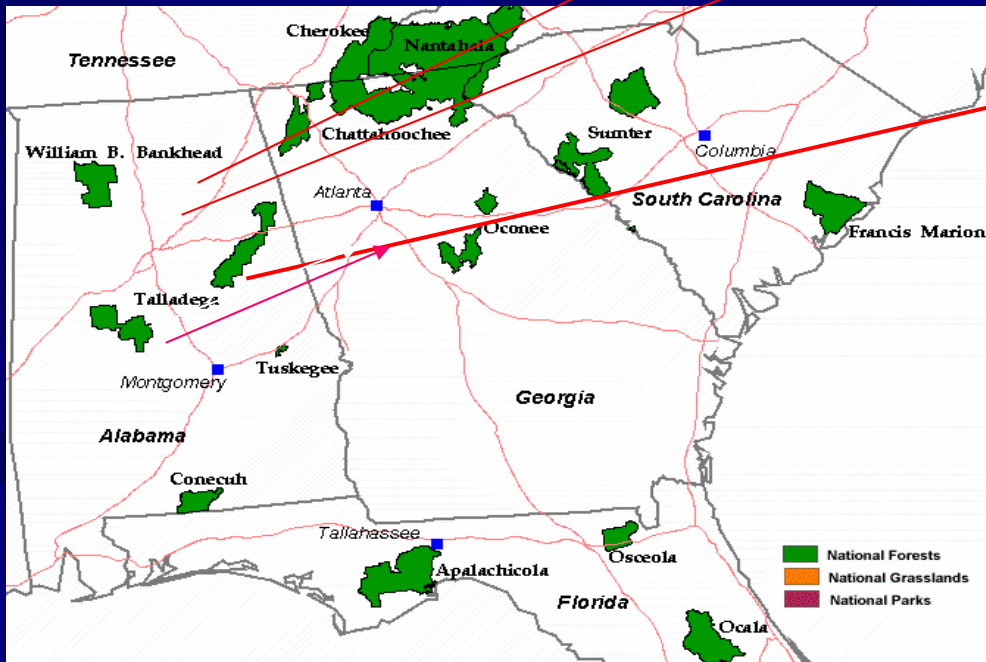 Cherokee
Nantahala
Tennessee
Chattahoochee
Sumter
William B. Bankhead
Columbia
Atlanta
South Carolina
Oconee
Francis Marion
Talladega
Tuskegee
Montgomery
Georgia
Alabama
Conecuh
Tallahassee
Osceola
Apalachicola
Florida
Ocala
National Forests
National Grasslands
National Parks